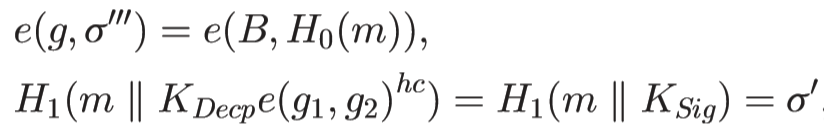 e(g, σ''') = e(B, H₀(m)),
H₁(m ∥ K_{Decp}e(g₁, g₂)^{hc}) = H₁(m ∥ K_{Sig}) = σ'.